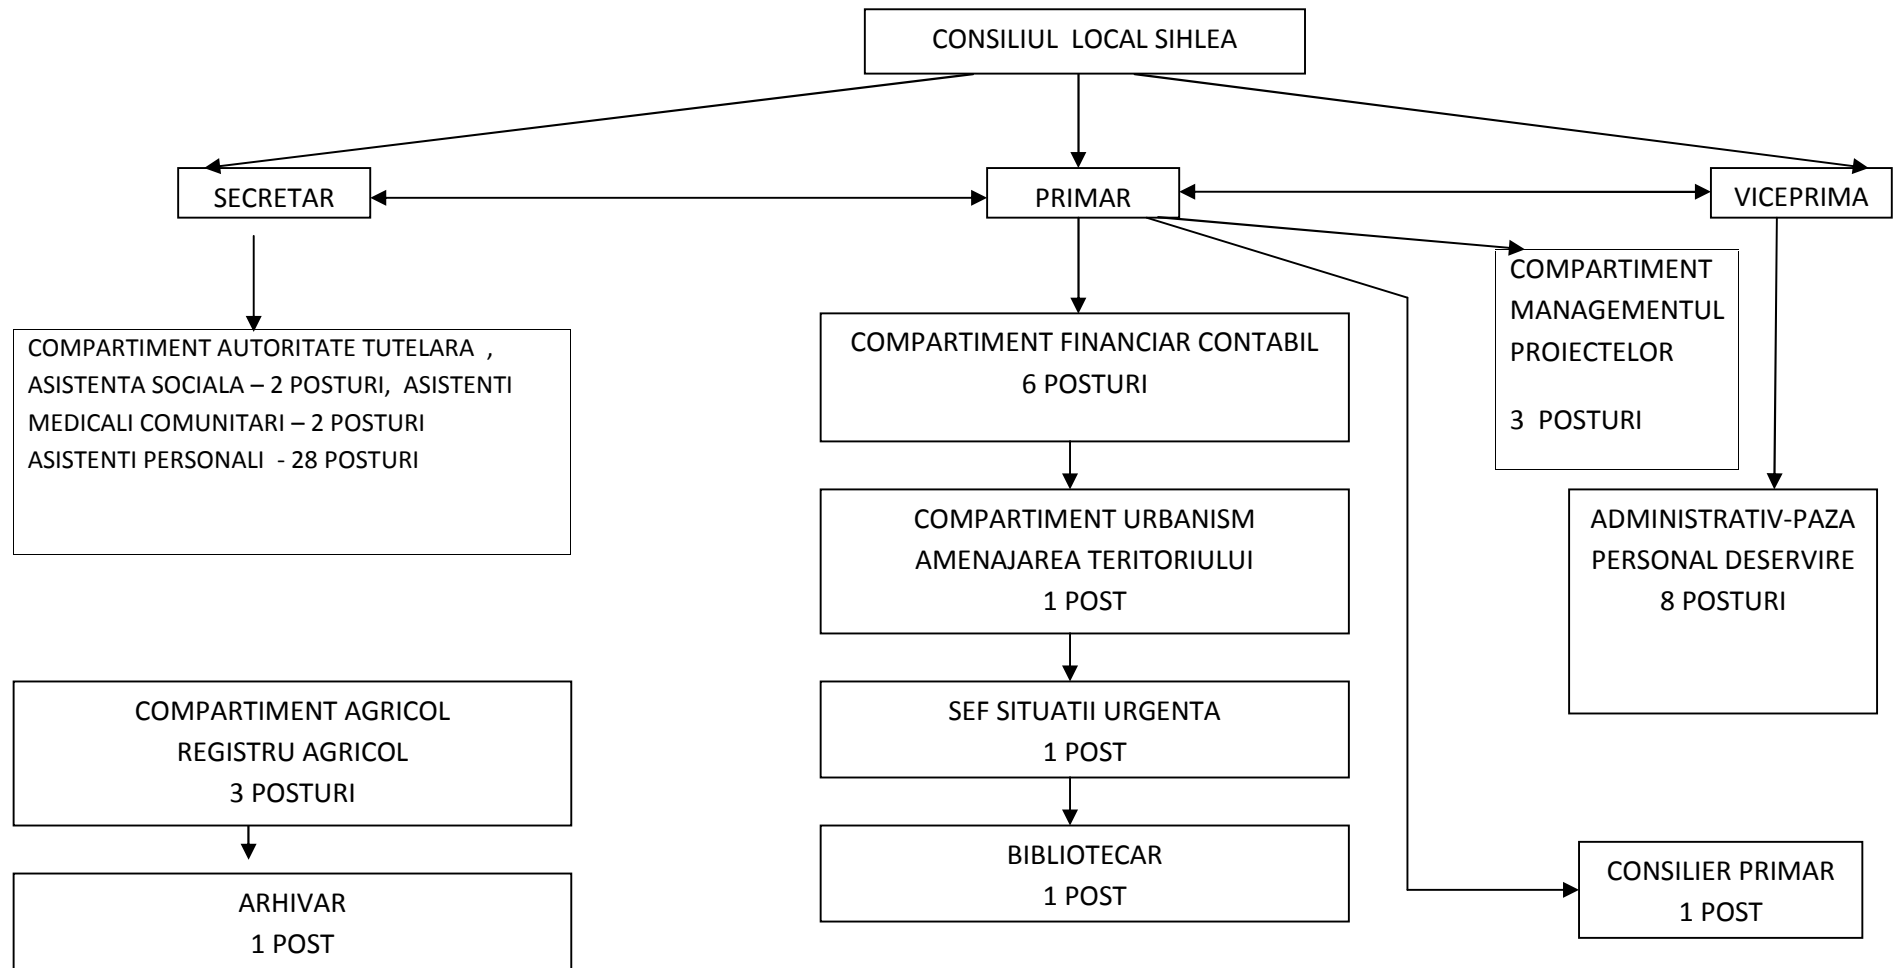 CONSILIUL LOCAL SIHLEA
SECRETAR
PRIMAR
VICEPRIMA
COMPARTIMENT AUTORITATE TUTELARA ,
ASISTENTA SOCIALA – 2 POSTURI, ASISTENTI
MEDICALI COMUNITARI – 2 POSTURI
ASISTENTI PERSONALI - 28 POSTURI
COMPARTIMENT FINANCIAR CONTABIL
6 POSTURI
COMPARTIMENT
MANAGEMENTUL
PROIECTELOR
3 POSTURI
COMPARTIMENT URBANISM
AMENAJAREA TERITORIULUI
1 POST
ADMINISTRATIV-PAZA
PERSONAL DESERVIRE
8 POSTURI
COMPARTIMENT AGRICOL
REGISTRU AGRICOL
3 POSTURI
SEF SITUATII URGENTA
1 POST
BIBLIOTECAR
1 POST
CONSILIER PRIMAR
1 POST
ARHIVAR
1 POST